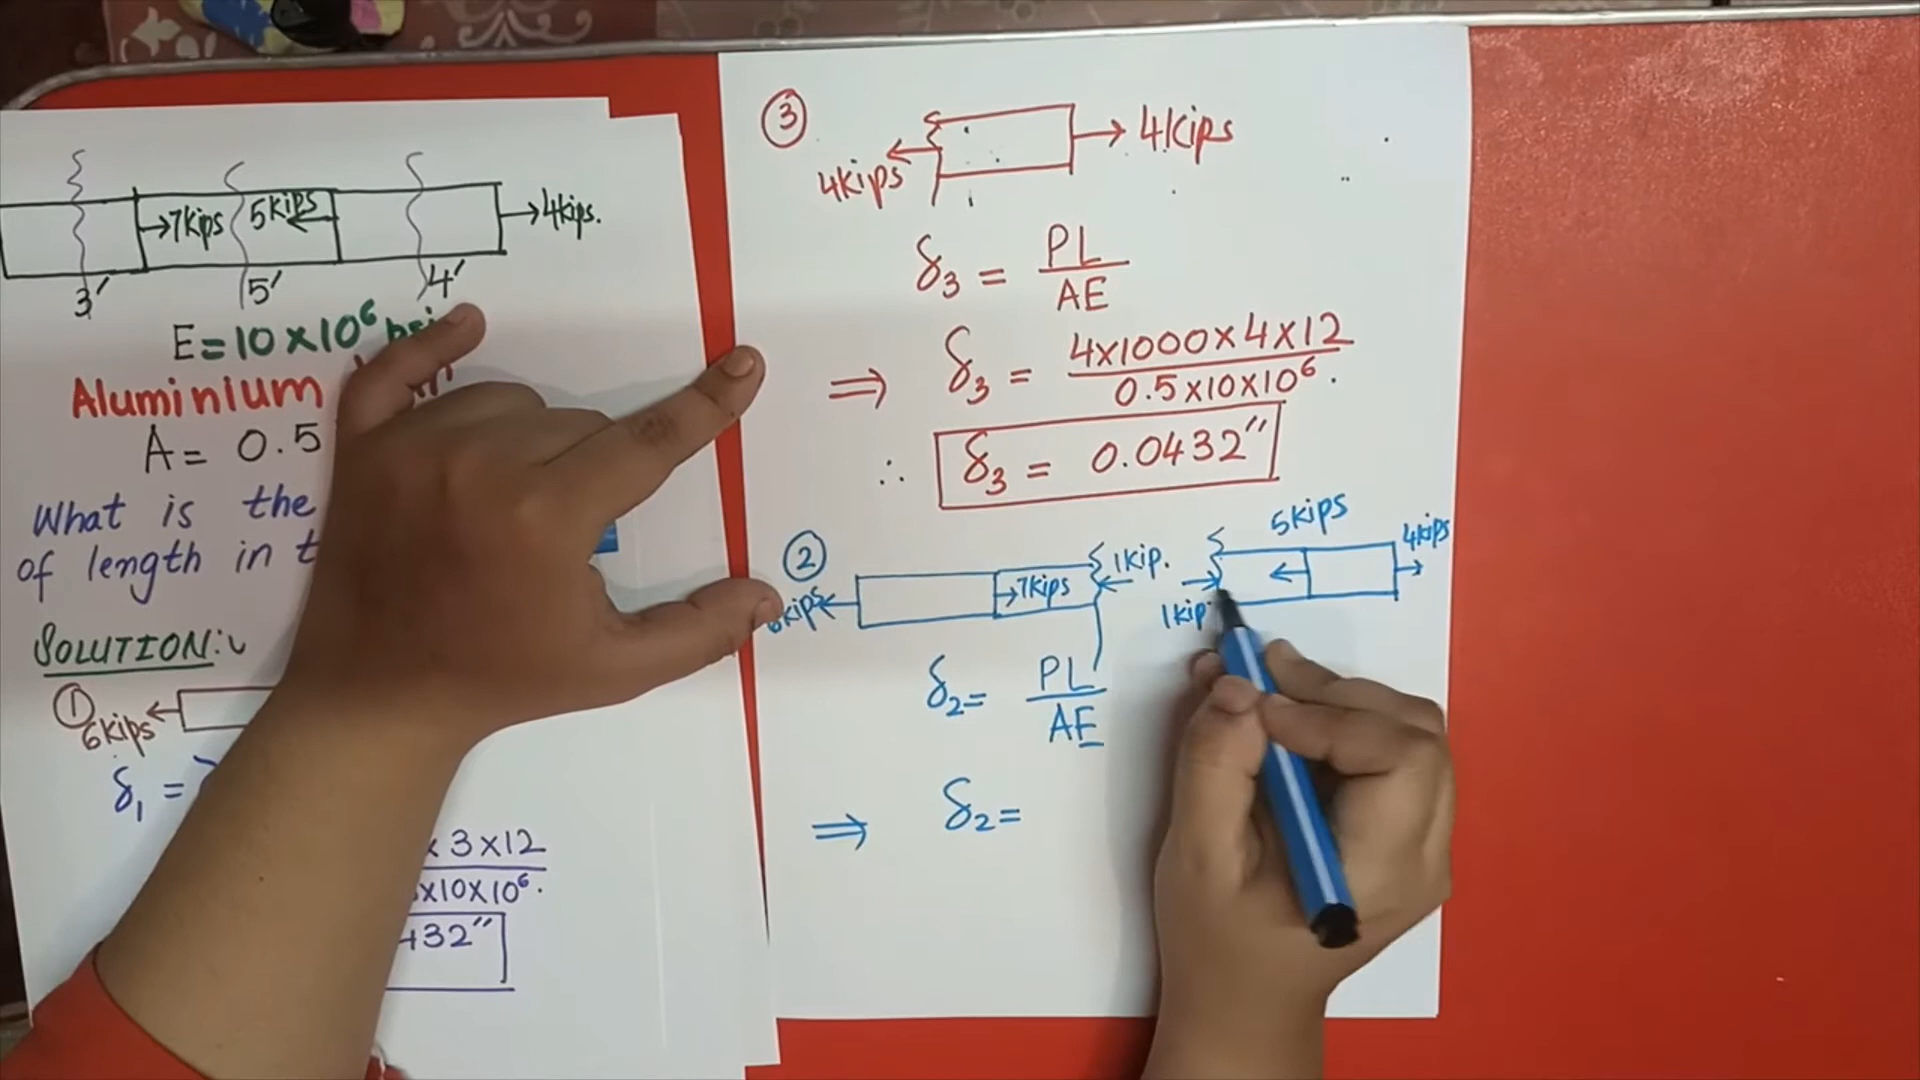 7kips 5kips 4kips.
3' 5' 4'
E = 10×10⁶
Aluminium
A = 0.5
What is the
of length in
SOLUTION:
①
6kips
δ₁ =
× 3×12
×10×10⁶.
432"
③
4kips 4kips
δ₃ = PL
AE
⇒ δ₃ = 4×1000×4×12
0.5×10×10⁶.
∴ δ₃ = 0.0432"
②
7kips 1kip.
6kips
5kips 4kips
1kip
δ₂= PL
AE
⇒ δ₂=